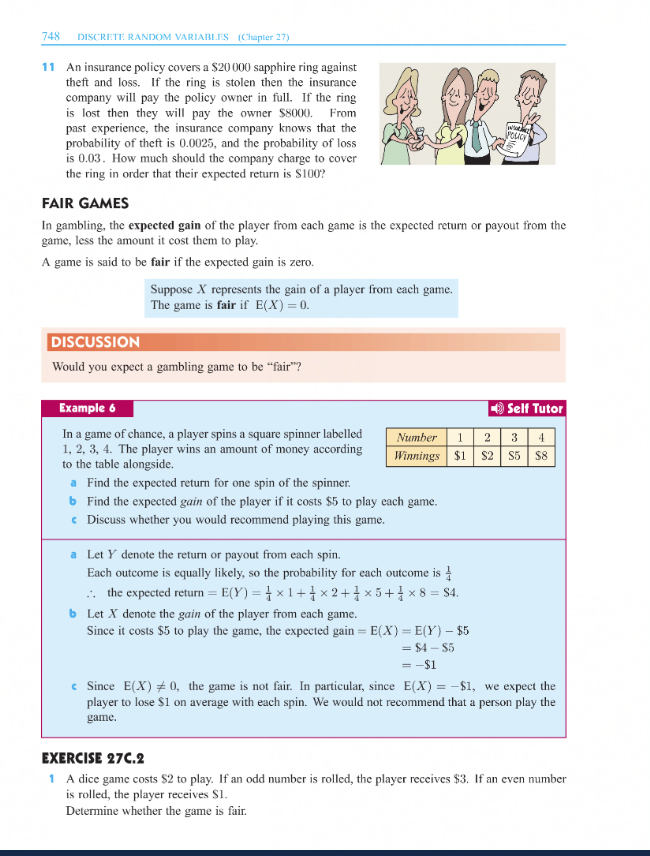 748 DISCRETE RANDOM VARIABLES (Chapter 27)
11 An insurance policy covers a $20 000 sapphire ring against
theft and loss. If the ring is stolen then the insurance
company will pay the policy owner in full. If the ring
is lost then they will pay the owner $8000. From
past experience, the insurance company knows that the
probability of theft is 0.0025, and the probability of loss
is 0.03. How much should the company charge to cover
the ring in order that their expected return is $100?
INSURANCE
POLICY
FAIR GAMES
In gambling, the expected gain of the player from each game is the expected return or payout from the
game, less the amount it cost them to play.
A game is said to be fair if the expected gain is zero.
Suppose X represents the gain of a player from each game.
The game is fair if E(X) = 0.
DISCUSSION
Would you expect a gambling game to be “fair”?
Example 6 Self Tutor
In a game of chance, a player spins a square spinner labelled
1, 2, 3, 4. The player wins an amount of money according
to the table alongside.
Number 1 2 3 4
Winnings $1 $2 $5 $8
a Find the expected return for one spin of the spinner.
b Find the expected gain of the player if it costs $5 to play each game.
c Discuss whether you would recommend playing this game.
a Let Y denote the return or payout from each spin.
Each outcome is equally likely, so the probability for each outcome is 1/4
∴ the expected return = E(Y) = 1/4 × 1 + 1/4 × 2 + 1/4 × 5 + 1/4 × 8 = $4.
b Let X denote the gain of the player from each game.
Since it costs $5 to play the game, the expected gain = E(X) = E(Y) − $5
= $4 − $5
= −$1
c Since E(X) ≠ 0, the game is not fair. In particular, since E(X) = −$1, we expect the
player to lose $1 on average with each spin. We would not recommend that a person play the
game.
EXERCISE 27C.2
1 A dice game costs $2 to play. If an odd number is rolled, the player receives $3. If an even number
is rolled, the player receives $1.
Determine whether the game is fair.